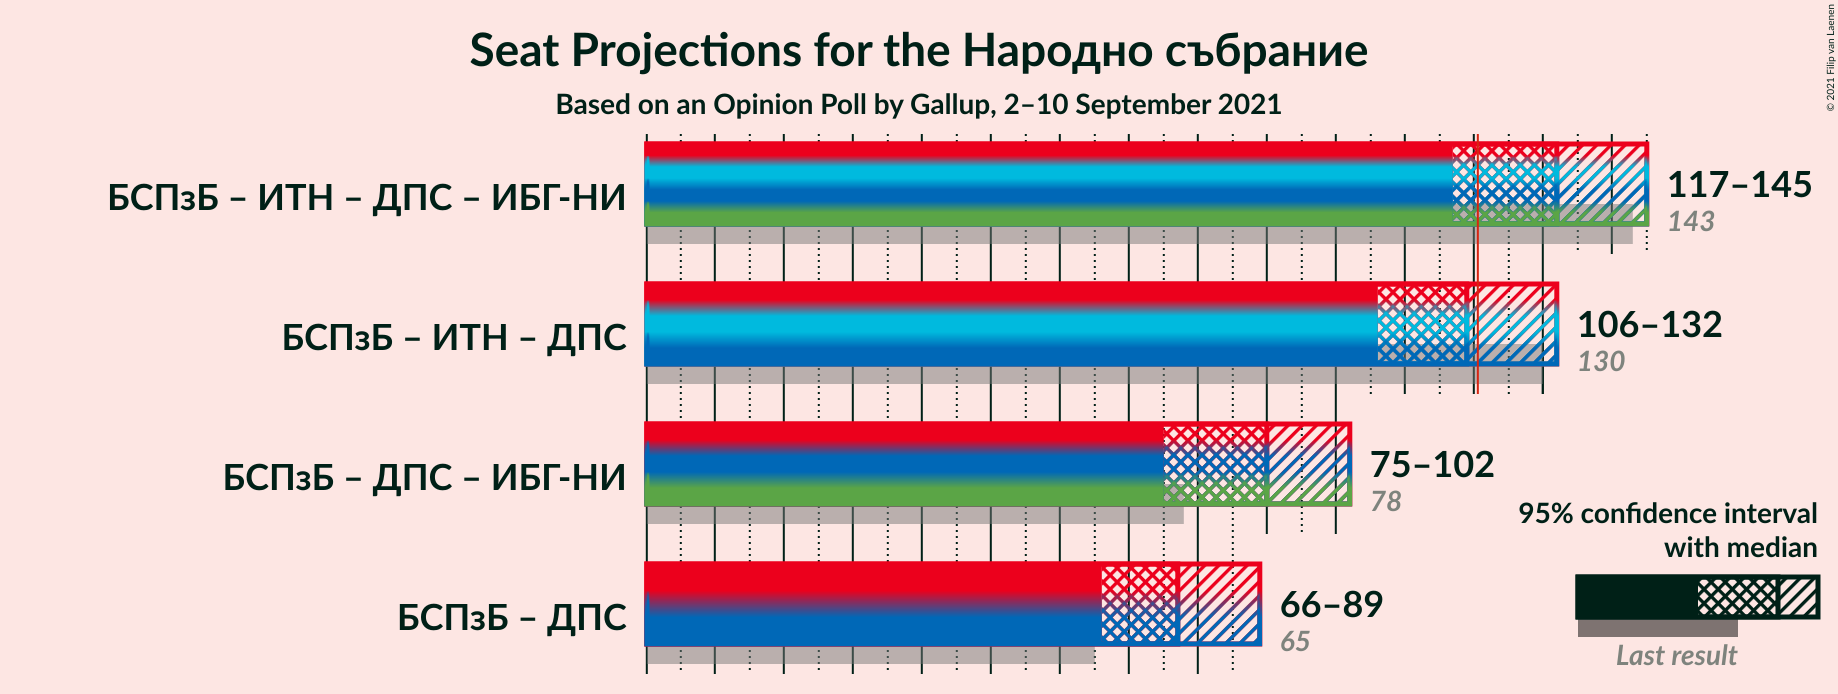 Seat Projections for the Народно събрание
Based on an Opinion Poll by Gallup, 2–10 September 2021
© 2021 Filip van Laenen
БСПзБ – ИТН – ДПС – ИБГ-НИ
117–145
143
БСПзБ – ИТН – ДПС
106–132
130
БСПзБ – ДПС – ИБГ-НИ
75–102
78
БСПзБ – ДПС
66–89
65
95% confidence interval
with median
Last result